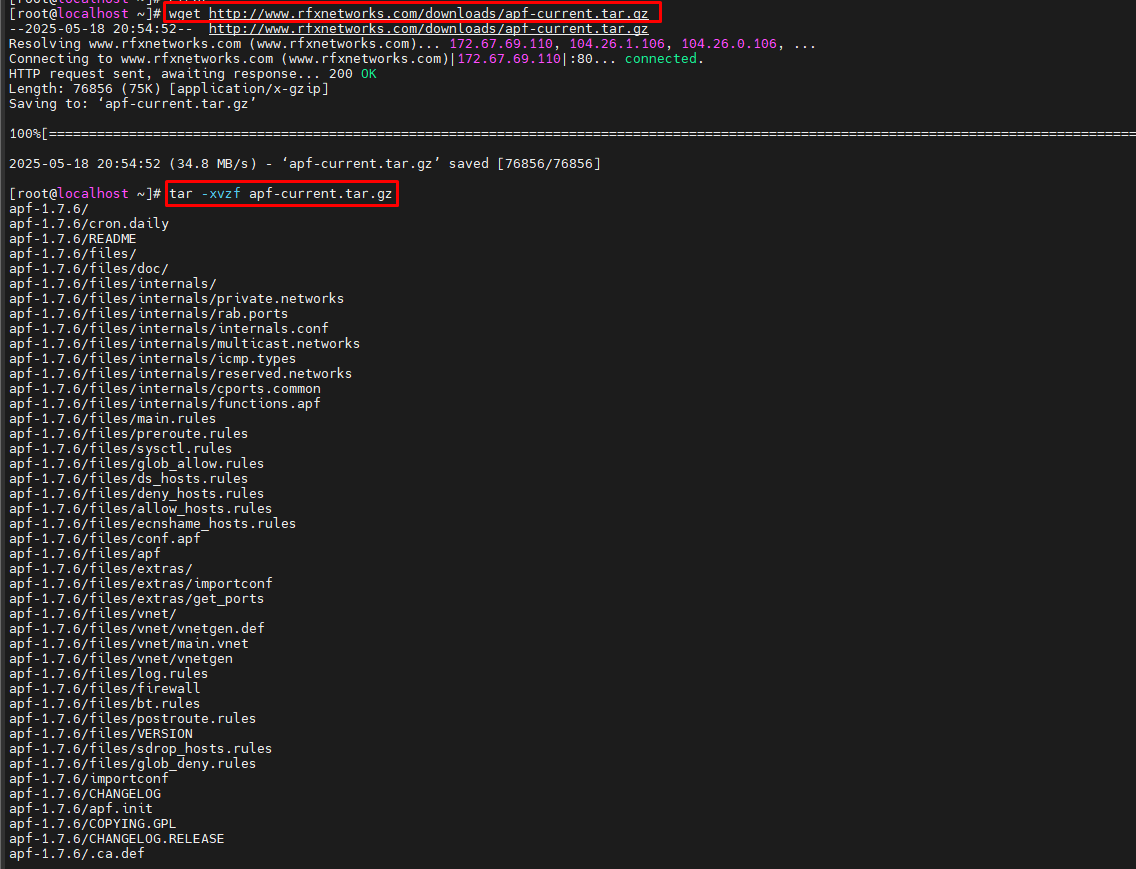 [root@localhost ~]# wget http://www.rfxnetworks.com/downloads/apf-current.tar.gz
--2025-05-18 20:54:52--  http://www.rfxnetworks.com/downloads/apf-current.tar.gz
Resolving www.rfxnetworks.com (www.rfxnetworks.com)... 172.67.69.110, 104.26.1.106, 104.26.0.106, ...
Connecting to www.rfxnetworks.com (www.rfxnetworks.com)|172.67.69.110|:80... connected.
HTTP request sent, awaiting response... 200 OK
Length: 76856 (75K) [application/x-gzip]
Saving to: ‘apf-current.tar.gz’
100%[========================================================================================================================================
2025-05-18 20:54:52 (34.8 MB/s) - ‘apf-current.tar.gz’ saved [76856/76856]
[root@localhost ~]# tar -xvzf apf-current.tar.gz
apf-1.7.6/
apf-1.7.6/cron.daily
apf-1.7.6/README
apf-1.7.6/files/
apf-1.7.6/files/doc/
apf-1.7.6/files/internals/
apf-1.7.6/files/internals/private.networks
apf-1.7.6/files/internals/rab.ports
apf-1.7.6/files/internals/internals.conf
apf-1.7.6/files/internals/multicast.networks
apf-1.7.6/files/internals/icmp.types
apf-1.7.6/files/internals/reserved.networks
apf-1.7.6/files/internals/cports.common
apf-1.7.6/files/internals/functions.apf
apf-1.7.6/files/main.rules
apf-1.7.6/files/preroute.rules
apf-1.7.6/files/sysctl.rules
apf-1.7.6/files/glob_allow.rules
apf-1.7.6/files/ds_hosts.rules
apf-1.7.6/files/deny_hosts.rules
apf-1.7.6/files/allow_hosts.rules
apf-1.7.6/files/ecnshame_hosts.rules
apf-1.7.6/files/conf.apf
apf-1.7.6/files/apf
apf-1.7.6/files/extras/
apf-1.7.6/files/extras/importconf
apf-1.7.6/files/extras/get_ports
apf-1.7.6/files/vnet/
apf-1.7.6/files/vnet/vnetgen.def
apf-1.7.6/files/vnet/main.vnet
apf-1.7.6/files/vnet/vnetgen
apf-1.7.6/files/log.rules
apf-1.7.6/files/firewall
apf-1.7.6/files/bt.rules
apf-1.7.6/files/postroute.rules
apf-1.7.6/files/VERSION
apf-1.7.6/files/sdrop_hosts.rules
apf-1.7.6/files/glob_deny.rules
apf-1.7.6/importconf
apf-1.7.6/CHANGELOG
apf-1.7.6/apf.init
apf-1.7.6/COPYING.GPL
apf-1.7.6/CHANGELOG.RELEASE
apf-1.7.6/.ca.def